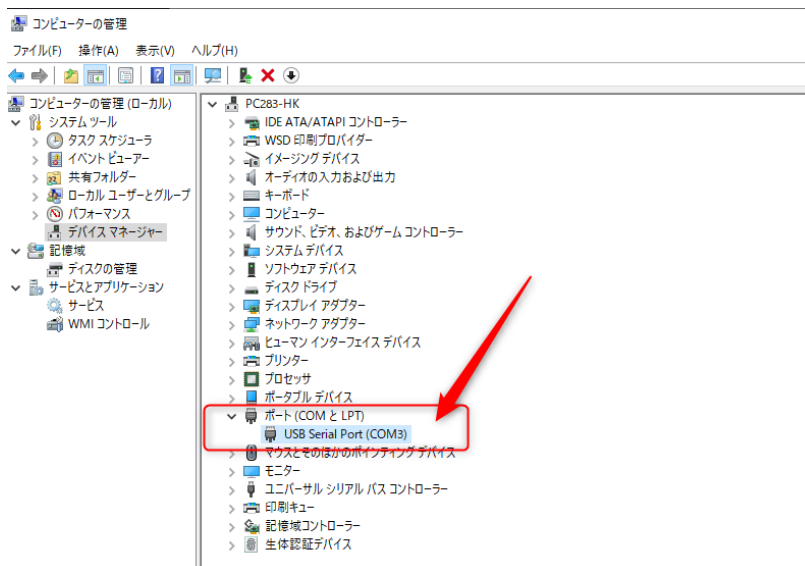 コンピューターの管理
ファイル(F) 操作(A) 表示(V) ヘルプ(H)
コンピューターの管理 (ローカル)
システム ツール
タスク スケジューラ
イベント ビューアー
共有フォルダー
ローカル ユーザーとグループ
パフォーマンス
デバイス マネージャー
記憶域
ディスクの管理
サービスとアプリケーション
サービス
WMI コントロール
PC283-HK
IDE ATA/ATAPI コントローラー
WSD 印刷プロバイダー
イメージング デバイス
オーディオの入力および出力
キーボード
コンピューター
サウンド、ビデオ、およびゲーム コントローラー
システム デバイス
ソフトウェア デバイス
ディスク ドライブ
ディスプレイ アダプター
ネットワーク アダプター
ヒューマン インターフェイス デバイス
プリンター
プロセッサ
ポータブル デバイス
ポート (COM と LPT)
USB Serial Port (COM3)
マウスとそのほかのポインティング デバイス
モニター
ユニバーサル シリアル バス コントローラー
印刷キュー
記憶域コントローラー
生体認証デバイス